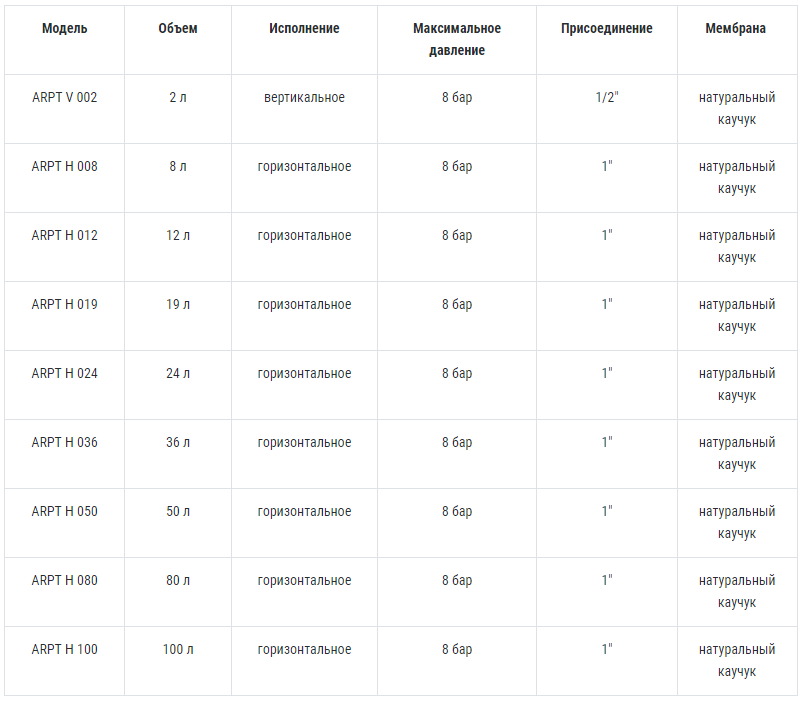 Модель Объем Исполнение Максимальное давление Присоединение Мембрана
ARPT V 002 2 л вертикальное 8 бар 1/2" натуральный каучук
ARPT H 008 8 л горизонтальное 8 бар 1" натуральный каучук
ARPT H 012 12 л горизонтальное 8 бар 1" натуральный каучук
ARPT H 019 19 л горизонтальное 8 бар 1" натуральный каучук
ARPT H 024 24 л горизонтальное 8 бар 1" натуральный каучук
ARPT H 036 36 л горизонтальное 8 бар 1" натуральный каучук
ARPT H 050 50 л горизонтальное 8 бар 1" натуральный каучук
ARPT H 080 80 л горизонтальное 8 бар 1" натуральный каучук
ARPT H 100 100 л горизонтальное 8 бар 1" натуральный каучук